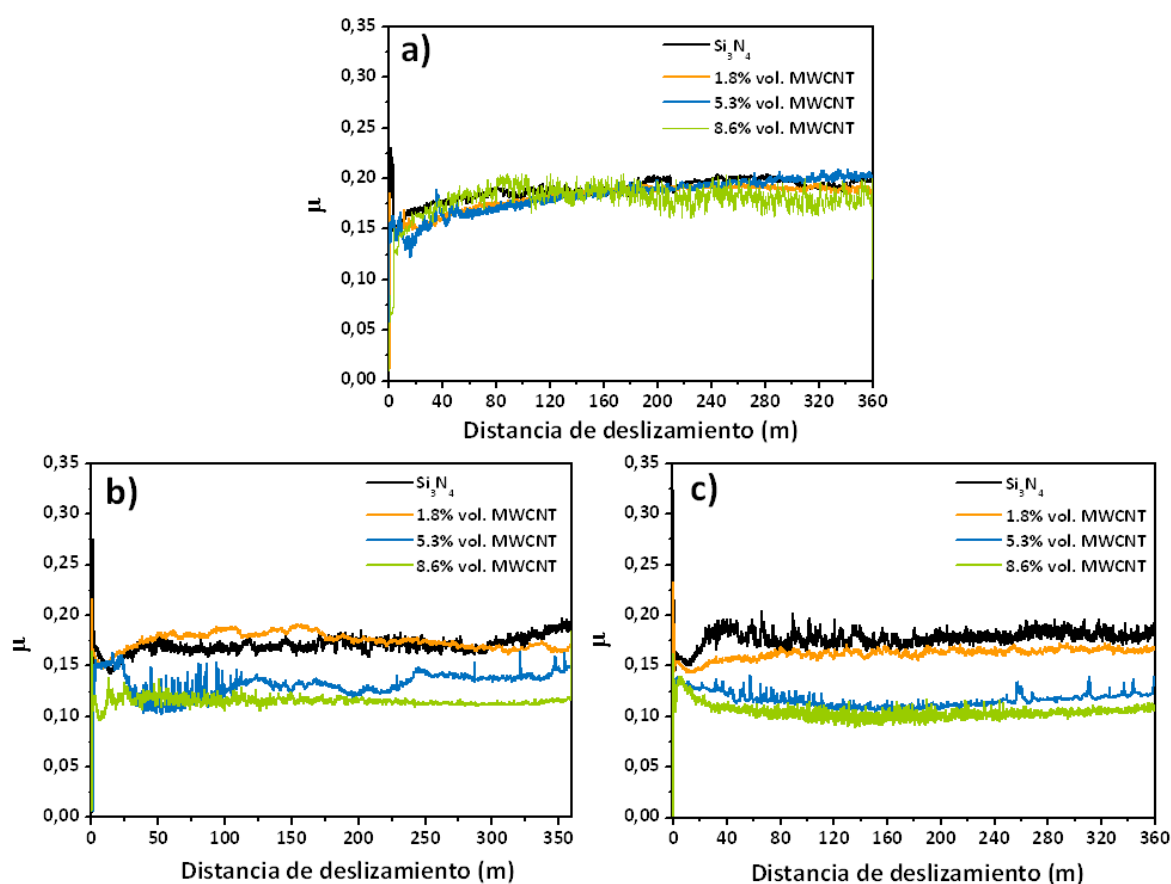 a)
Si₃N₄
1.8% vol. MWCNT
5.3% vol. MWCNT
8.6% vol. MWCNT
0,35
0,30
0,25
0,20
0,15
0,10
0,05
0,00
μ
0 40 80 120 160 200 240 280 320 360
Distancia de deslizamiento (m)
b)
Si₃N₄
1.8% vol. MWCNT
5.3% vol. MWCNT
8.6% vol. MWCNT
0,35
0,30
0,25
0,20
0,15
0,10
0,05
0,00
μ
0 50 100 150 200 250 300 350
Distancia de deslizamiento (m)
c)
Si₃N₄
1.8% vol. MWCNT
5.3% vol. MWCNT
8.6% vol. MWCNT
0,35
0,30
0,25
0,20
0,15
0,10
0,05
0,00
μ
0 40 80 120 160 200 240 280 320 360
Distancia de deslizamiento (m)